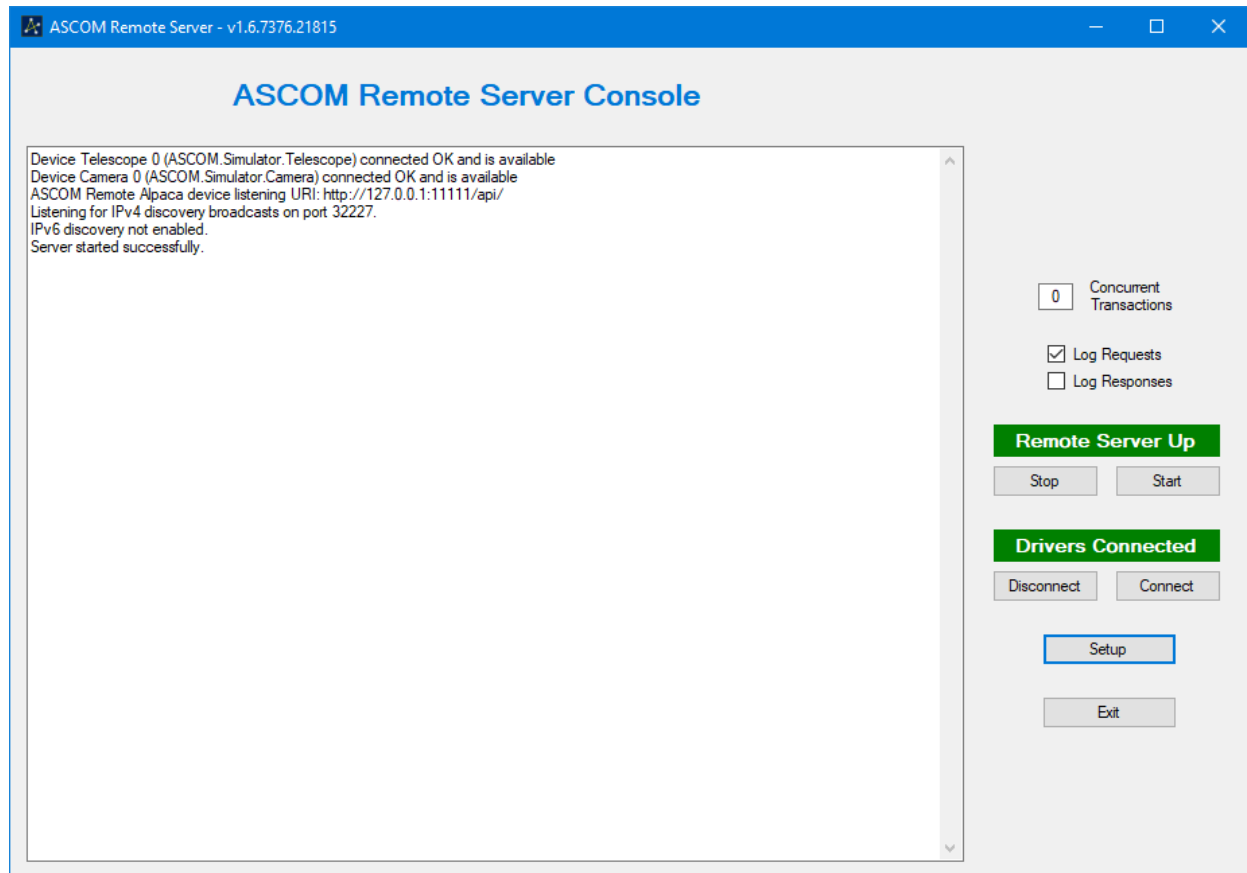 ASCOM Remote Server - v1.6.7376.21815
ASCOM Remote Server Console
Device Telescope 0 (ASCOM.Simulator.Telescope) connected OK and is available
Device Camera 0 (ASCOM.Simulator.Camera) connected OK and is available
ASCOM Remote Alpaca device listening URI: http://127.0.0.1:11111/api/
Listening for IPv4 discovery broadcasts on port 32227.
IPv6 discovery not enabled.
Server started successfully.
0
Concurrent
Transactions
Log Requests
Log Responses
Remote Server Up
Stop Start
Drivers Connected
Disconnect Connect
Setup
Exit